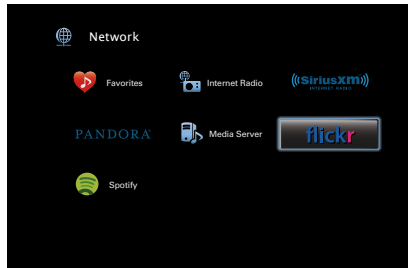 Network
Favorites
Internet Radio
((SiriusXM))
INTERNET RADIO
PANDORA
Media Server
flickr
Spotify